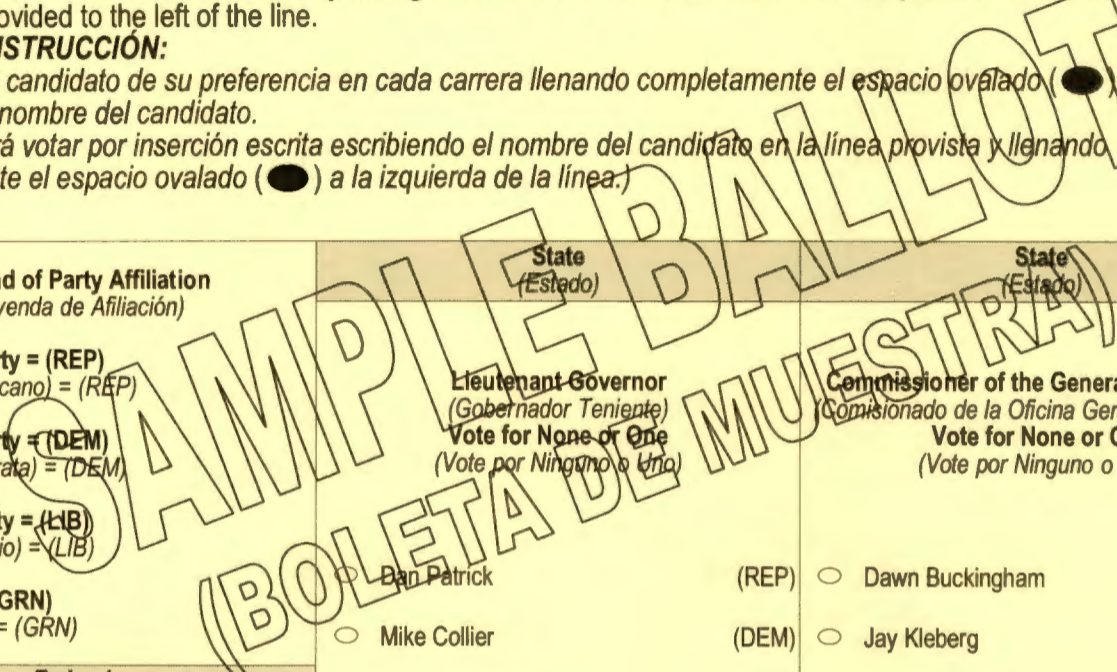 ovided to the left of the line.
NSTRUCCIÓN:
candidato de su preferencia en cada carrera llenando completamente el espacio ovalado ( )
nombre del candidato.
rá votar por inserción escrita escribiendo el nombre del candidato en la línea provista y llenando
te el espacio ovalado ( ) a la izquierda de la línea.)
SAMPLE BALLOT
(BOLETA DE MUESTRA)
nd of Party Affiliation
yenda de Afiliación)
ty = (REP)
cano) = (REP)
ty = (DEM)
rata) = (DEM)
ty = (LIB)
io) = (LIB)
GRN)
= (GRN)
State
(Estado)
Lieutenant Governor
(Gobernador Teniente)
Vote for None or One
(Vote por Ninguno o Uno)
Dan Patrick (REP)
Mike Collier (DEM)
State
(Estado)
Commissioner of the Genera
(Comisionado de la Oficina Ger
Vote for None or O
(Vote por Ninguno o
Dawn Buckingham
Jay Kleberg